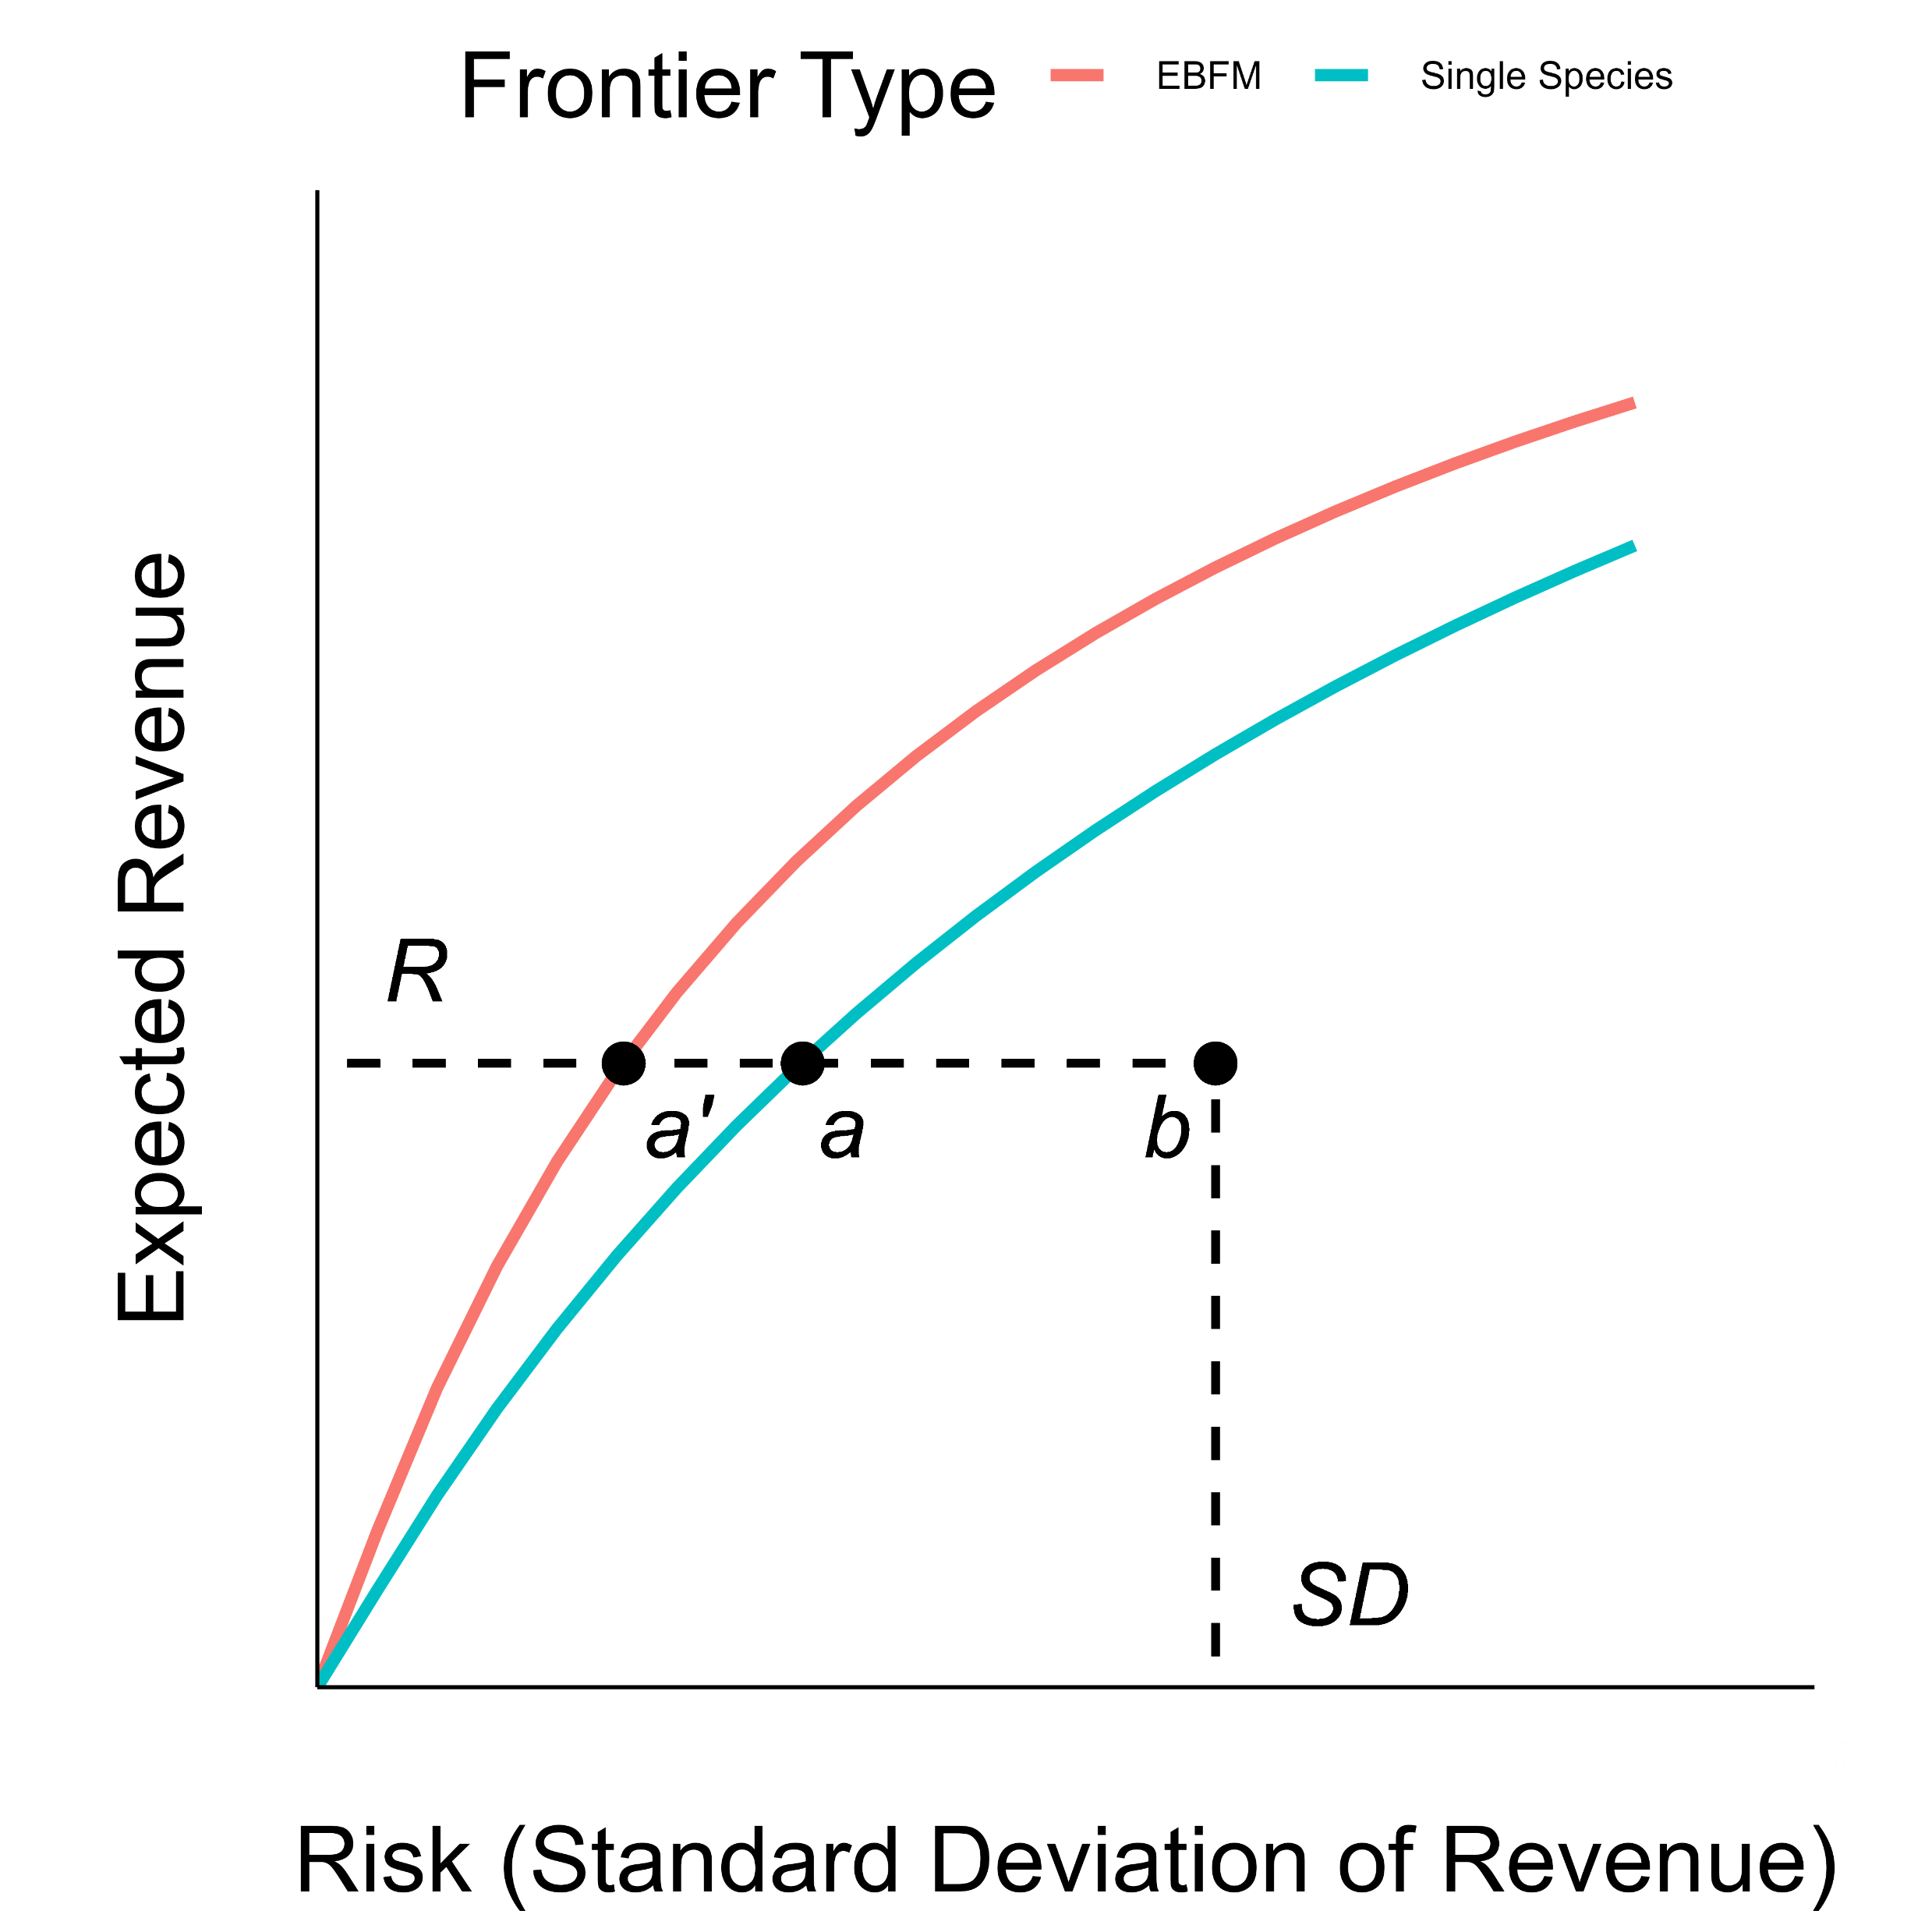 Frontier Type EBFM Single Species
Expected Revenue
R
a' a b
SD
Risk (Standard Deviation of Revenue)